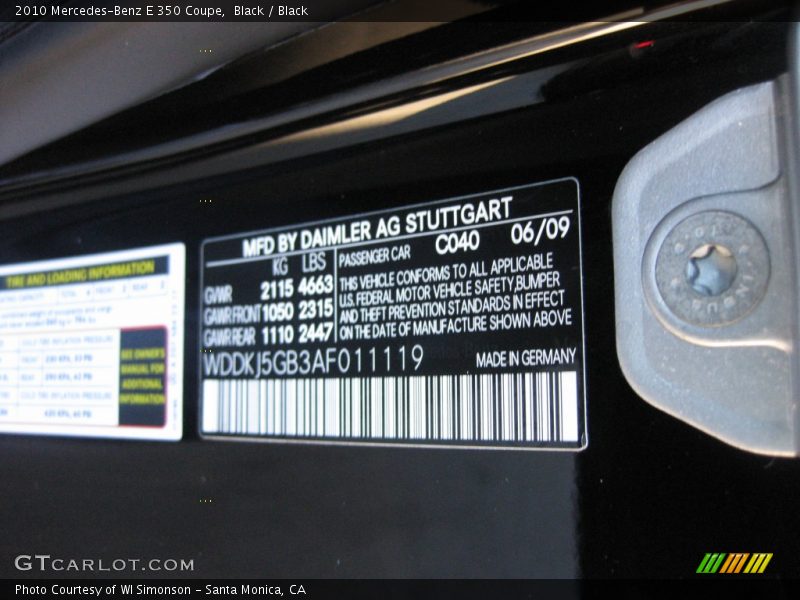 2010 Mercedes-Benz E 350 Coupe, Black / Black
MFD BY DAIMLER AG STUTTGART
KG LBS PASSENGER CAR C040 06/09
GVWR 2115 4663
GAWR FRONT 1050 2315
GAWR REAR 1110 2447
THIS VEHICLE CONFORMS TO ALL APPLICABLE
U.S. FEDERAL MOTOR VEHICLE SAFETY, BUMPER
AND THEFT PREVENTION STANDARDS IN EFFECT
ON THE DATE OF MANUFACTURE SHOWN ABOVE
WDDKJ5GB3AF011119 MADE IN GERMANY
TIRE AND LOADING INFORMATION
SEE OWNER'S
MANUAL FOR
ADDITIONAL
INFORMATION
GTCARLOT.COM
Photo Courtesy of WI Simonson - Santa Monica, CA